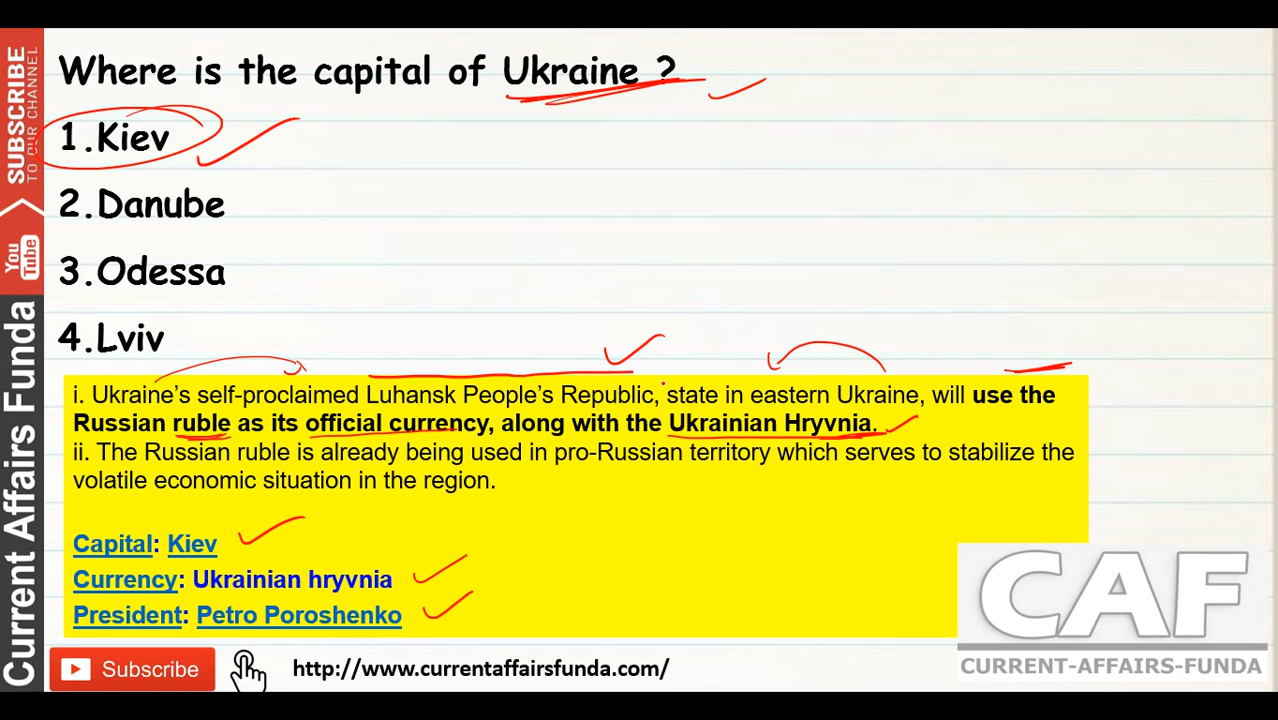 Where is the capital of Ukraine ?
1.Kiev
2.Danube
3.Odessa
4.Lviv
i. Ukraine's self-proclaimed Luhansk People's Republic, state in eastern Ukraine, will use the
Russian ruble as its official currency, along with the Ukrainian Hryvnia.
ii. The Russian ruble is already being used in pro-Russian territory which serves to stabilize the
volatile economic situation in the region.
Capital: Kiev
Currency: Ukrainian hryvnia
President: Petro Poroshenko
SUBSCRIBE
TO OUR CHANNEL
You
Tube
Current Affairs Funda
CAF
CURRENT-AFFAIRS-FUNDA
Subscribe
http://www.currentaffairsfunda.com/